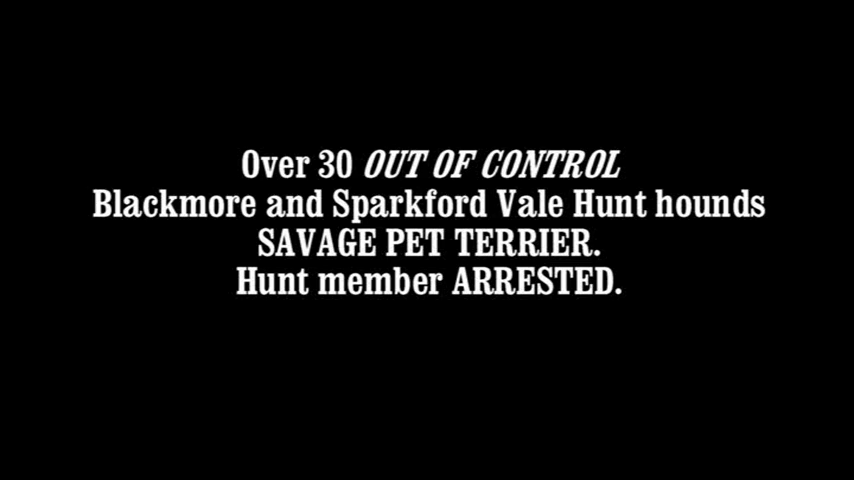 Over 30 OUT OF CONTROL
Blackmore and Sparkford Vale Hunt hounds
SAVAGE PET TERRIER.
Hunt member ARRESTED.